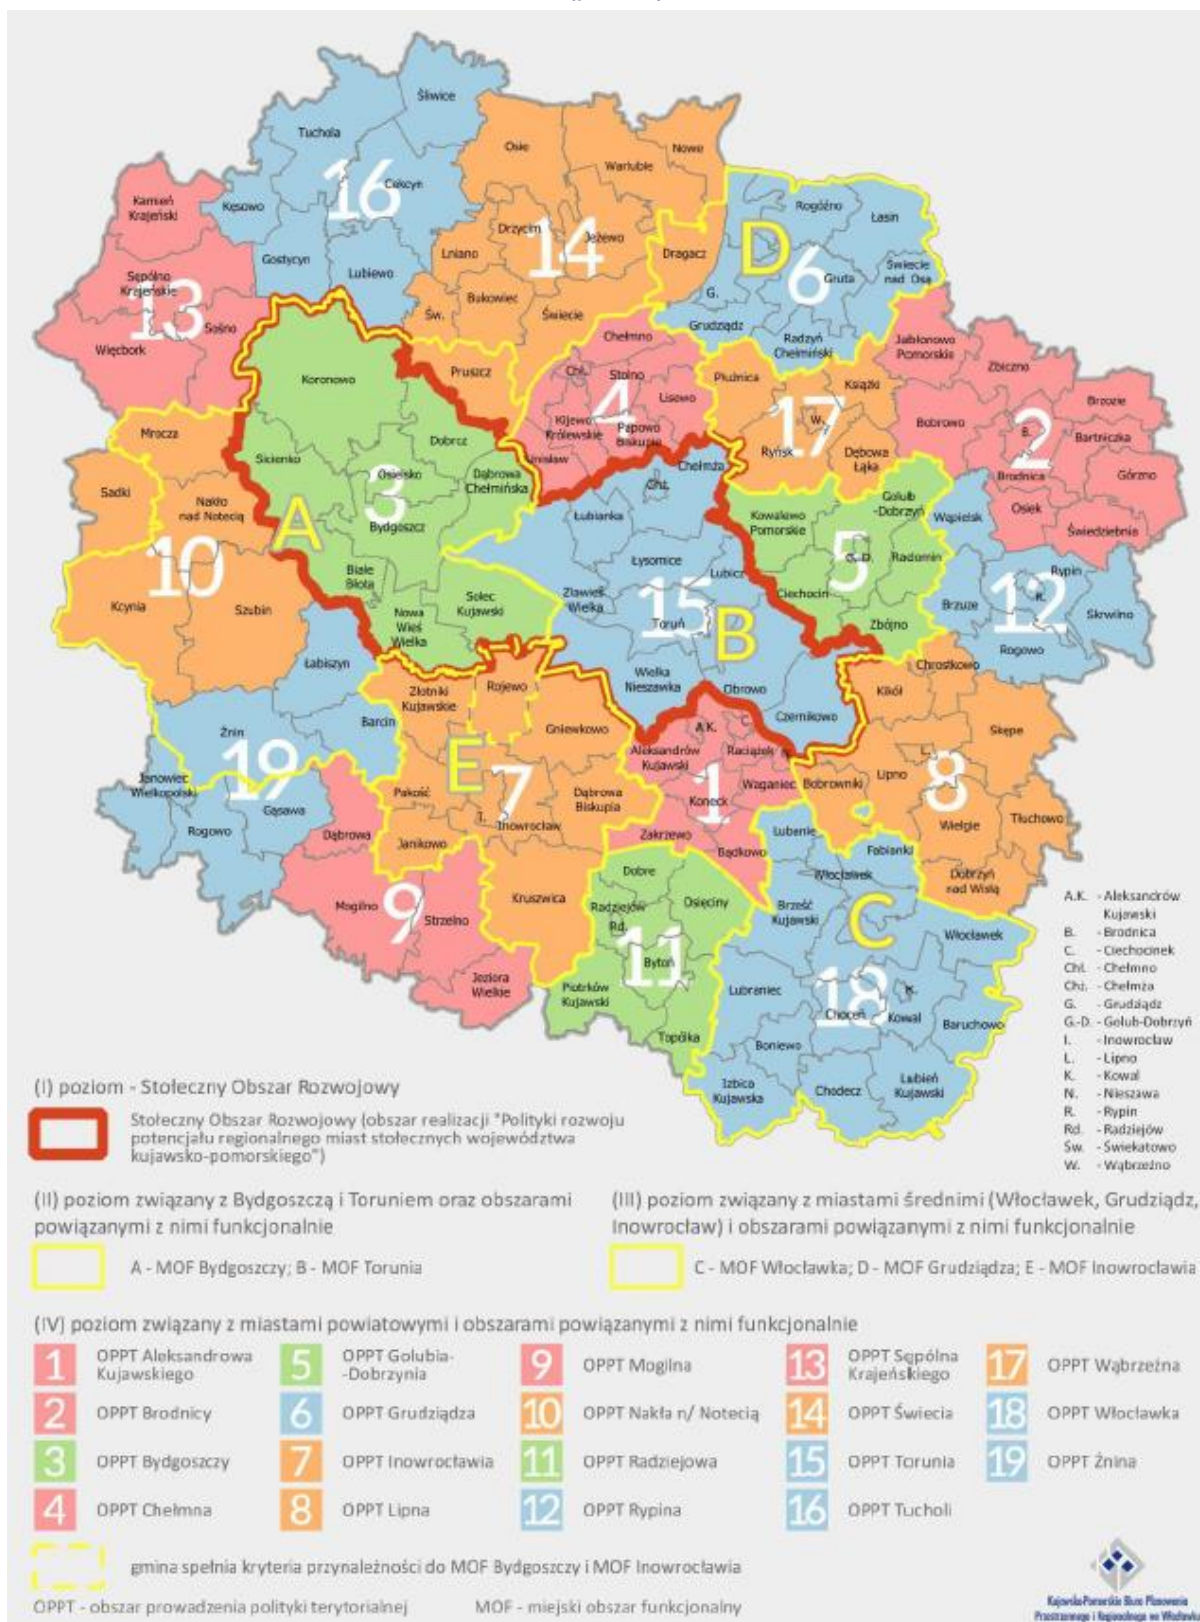 Śliwice
Tuchola
Osie
Nowe
Warlubie
16
Cekcyn
Kamień
Krajeński
Kęsowo
Rogóźno
Łasin
Drzycim
14
Jeżewo
D
6
Dragacz
Lniano
Gostycyn
Lubiewo
Gruta
Świecie
nad Osą
Sępólno
Krajeńskie
13
Sośno
Bukowiec
G.
Św.
Świecie
Grudziądz
Radzyń
Chełmiński
Więcbork
Chełmno
Jabłonowo
Pomorskie
Zbiczno
Koronowo
Pruszcz
Chł.
Stolno
4
Lisewo
Płużnica
Książki
17
W.
Brzozie
Kijewo
Królewskie
Papowo
Biskupie
Bobrowo
2
B.
Bartniczka
Mrocza
Sicienko
Dobrcz
Unisław
Ryńsk
Dębowa
Łąka
Osielsko
3
Dąbrowa
Chełmińska
Chełmża
Chż.
Brodnica
Górzno
Sadki
Nakło
nad Notecią
A
Bydgoszcz
Łubianka
Golub
-Dobrzyń
Wąpielsk
Osiek
Kowalewo
Pomorskie
Świedziebnia
10
Białe
Błota
Łysomice
Lubicz
5
G.-D.
Radomin
Rypin
12
R.
Kcynia
Szubin
Solec
Kujawski
Zławieś
Wielka
15
Toruń
B
Ciechocin
Brzuze
Skrwilno
Nowa
Wieś
Wielka
Zbójno
Rogowo
Łabiszyn
Wielka
Nieszawka
Obrowo
Chrostkowo
Złotniki
Kujawskie
Rojewo
Kikół
Żnin
Barcin
Gniewkowo
Czernikowo
Skępe
19
E
A.K.
C.
Aleksandrów
Kujawski
Raciążek
L.
Janowiec
Wielkopolski
7
1
Waganiec
Bobrowniki
Lipno
8
Gąsawa
Pakość
Dąbrowa
Biskupia
Koneck
Rogowo
Dąbrowa
I.
Inowrocław
Lubanie
Wielgie
Tłuchowo
Janikowo
Zakrzewo
Bądkowo
Fabianki
Dobre
Włocławek
Dobrzyń
nad Wisłą
Mogilno
9
Strzelno
Kruszwica
Radziejów
Rd.
Osięciny
Brześć
Kujawski
C
Włocławek
11
Bytoń
Jeziora
Wielkie
Lubraniec
18
K.
Piotrków
Kujawski
Choceń
Kowal
Baruchowo
Topólka
Boniewo
Izbica
Kujawska
Chodecz
Lubień
Kujawski
A.K. - Aleksandrów
Kujawski
B. - Brodnica
C. - Ciechocinek
Chł. - Chełmno
Chż. - Chełmża
G. - Grudziądz
G.-D. - Golub-Dobrzyń
I. - Inowrocław
L. - Lipno
K. - Kowal
N. - Nieszawa
R. - Rypin
Rd. - Radziejów
Św. - Świekatowo
W. - Wąbrzeźno
(I) poziom - Stołeczny Obszar Rozwojowy
Stołeczny Obszar Rozwojowy (obszar realizacji "Polityki rozwoju
potencjału regionalnego miast stołecznych województwa
kujawsko-pomorskiego")
(II) poziom związany z Bydgoszczą i Toruniem oraz obszarami
powiązanymi z nimi funkcjonalnie
A - MOF Bydgoszczy; B - MOF Torunia
(III) poziom związany z miastami średnimi (Włocławek, Grudziądz,
Inowrocław) i obszarami powiązanymi z nimi funkcjonalnie
C - MOF Włocławka; D - MOF Grudziądza; E - MOF Inowrocławia
(IV) poziom związany z miastami powiatowymi i obszarami powiązanymi z nimi funkcjonalnie
1 OPPT Aleksandrowa
Kujawskiego
2 OPPT Brodnicy
3 OPPT Bydgoszczy
4 OPPT Chełmna
5 OPPT Golubia-
-Dobrzynia
6 OPPT Grudziądza
7 OPPT Inowrocławia
8 OPPT Lipna
9 OPPT Mogilna
10 OPPT Nakła n/ Notecią
11 OPPT Radziejowa
12 OPPT Rypina
13 OPPT Sępólna
Krajeńskiego
14 OPPT Świecia
15 OPPT Torunia
16 OPPT Tucholi
17 OPPT Wąbrzeźna
18 OPPT Włocławka
19 OPPT Żnina
gmina spełnia kryteria przynależności do MOF Bydgoszczy i MOF Inowrocławia
OPPT - obszar prowadzenia polityki terytorialnej
MOF - miejski obszar funkcjonalny
Kujawsko-Pomorskie Biuro Planowania
Przestrzennego i Regionalnego we Włocławku